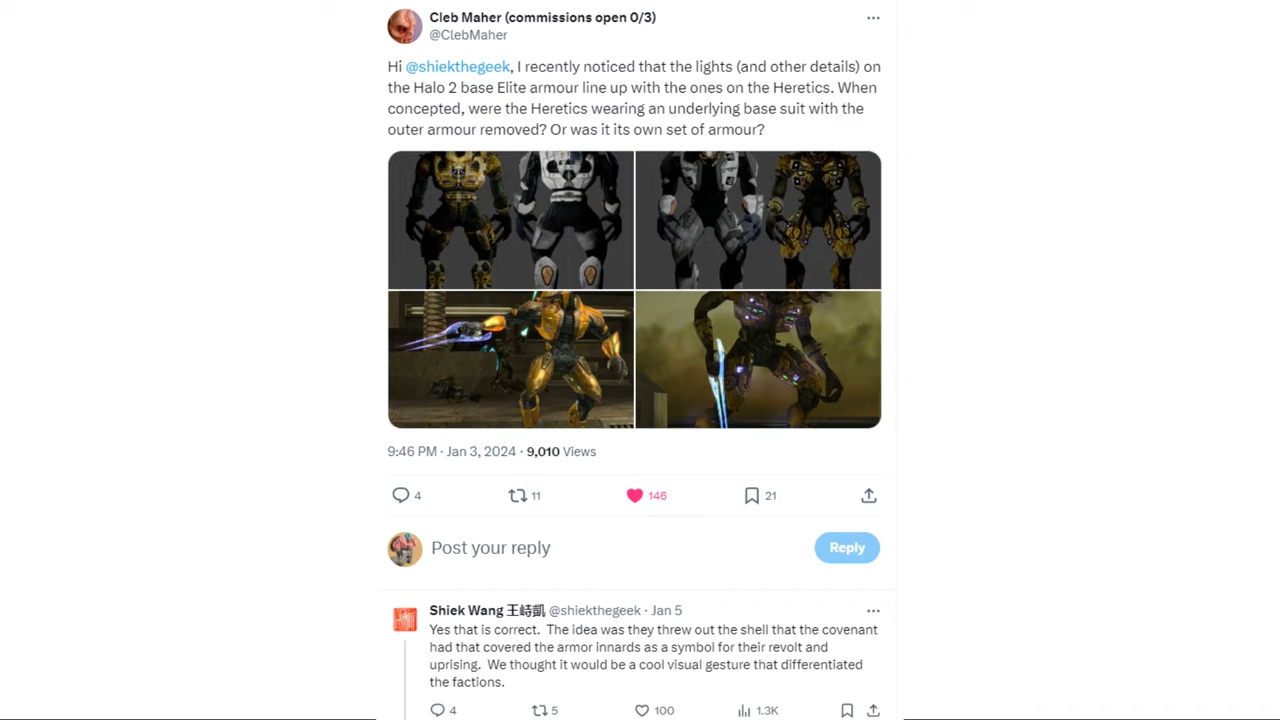 Cleb Maher (commissions open 0/3)
@ClebMaher
Hi @shiekthegeek, I recently noticed that the lights (and other details) on
the Halo 2 base Elite armour line up with the ones on the Heretics. When
concepted, were the Heretics wearing an underlying base suit with the
outer armour removed? Or was it its own set of armour?
9:46 PM · Jan 3, 2024 · 9,010 Views
4 11 146 21
Post your reply
Reply
Shiek Wang 王峙凱 @shiekthegeek · Jan 5
Yes that is correct. The idea was they threw out the shell that the covenant
had that covered the armor innards as a symbol for their revolt and
uprising. We thought it would be a cool visual gesture that differentiated
the factions.
4 5 100 1.3K